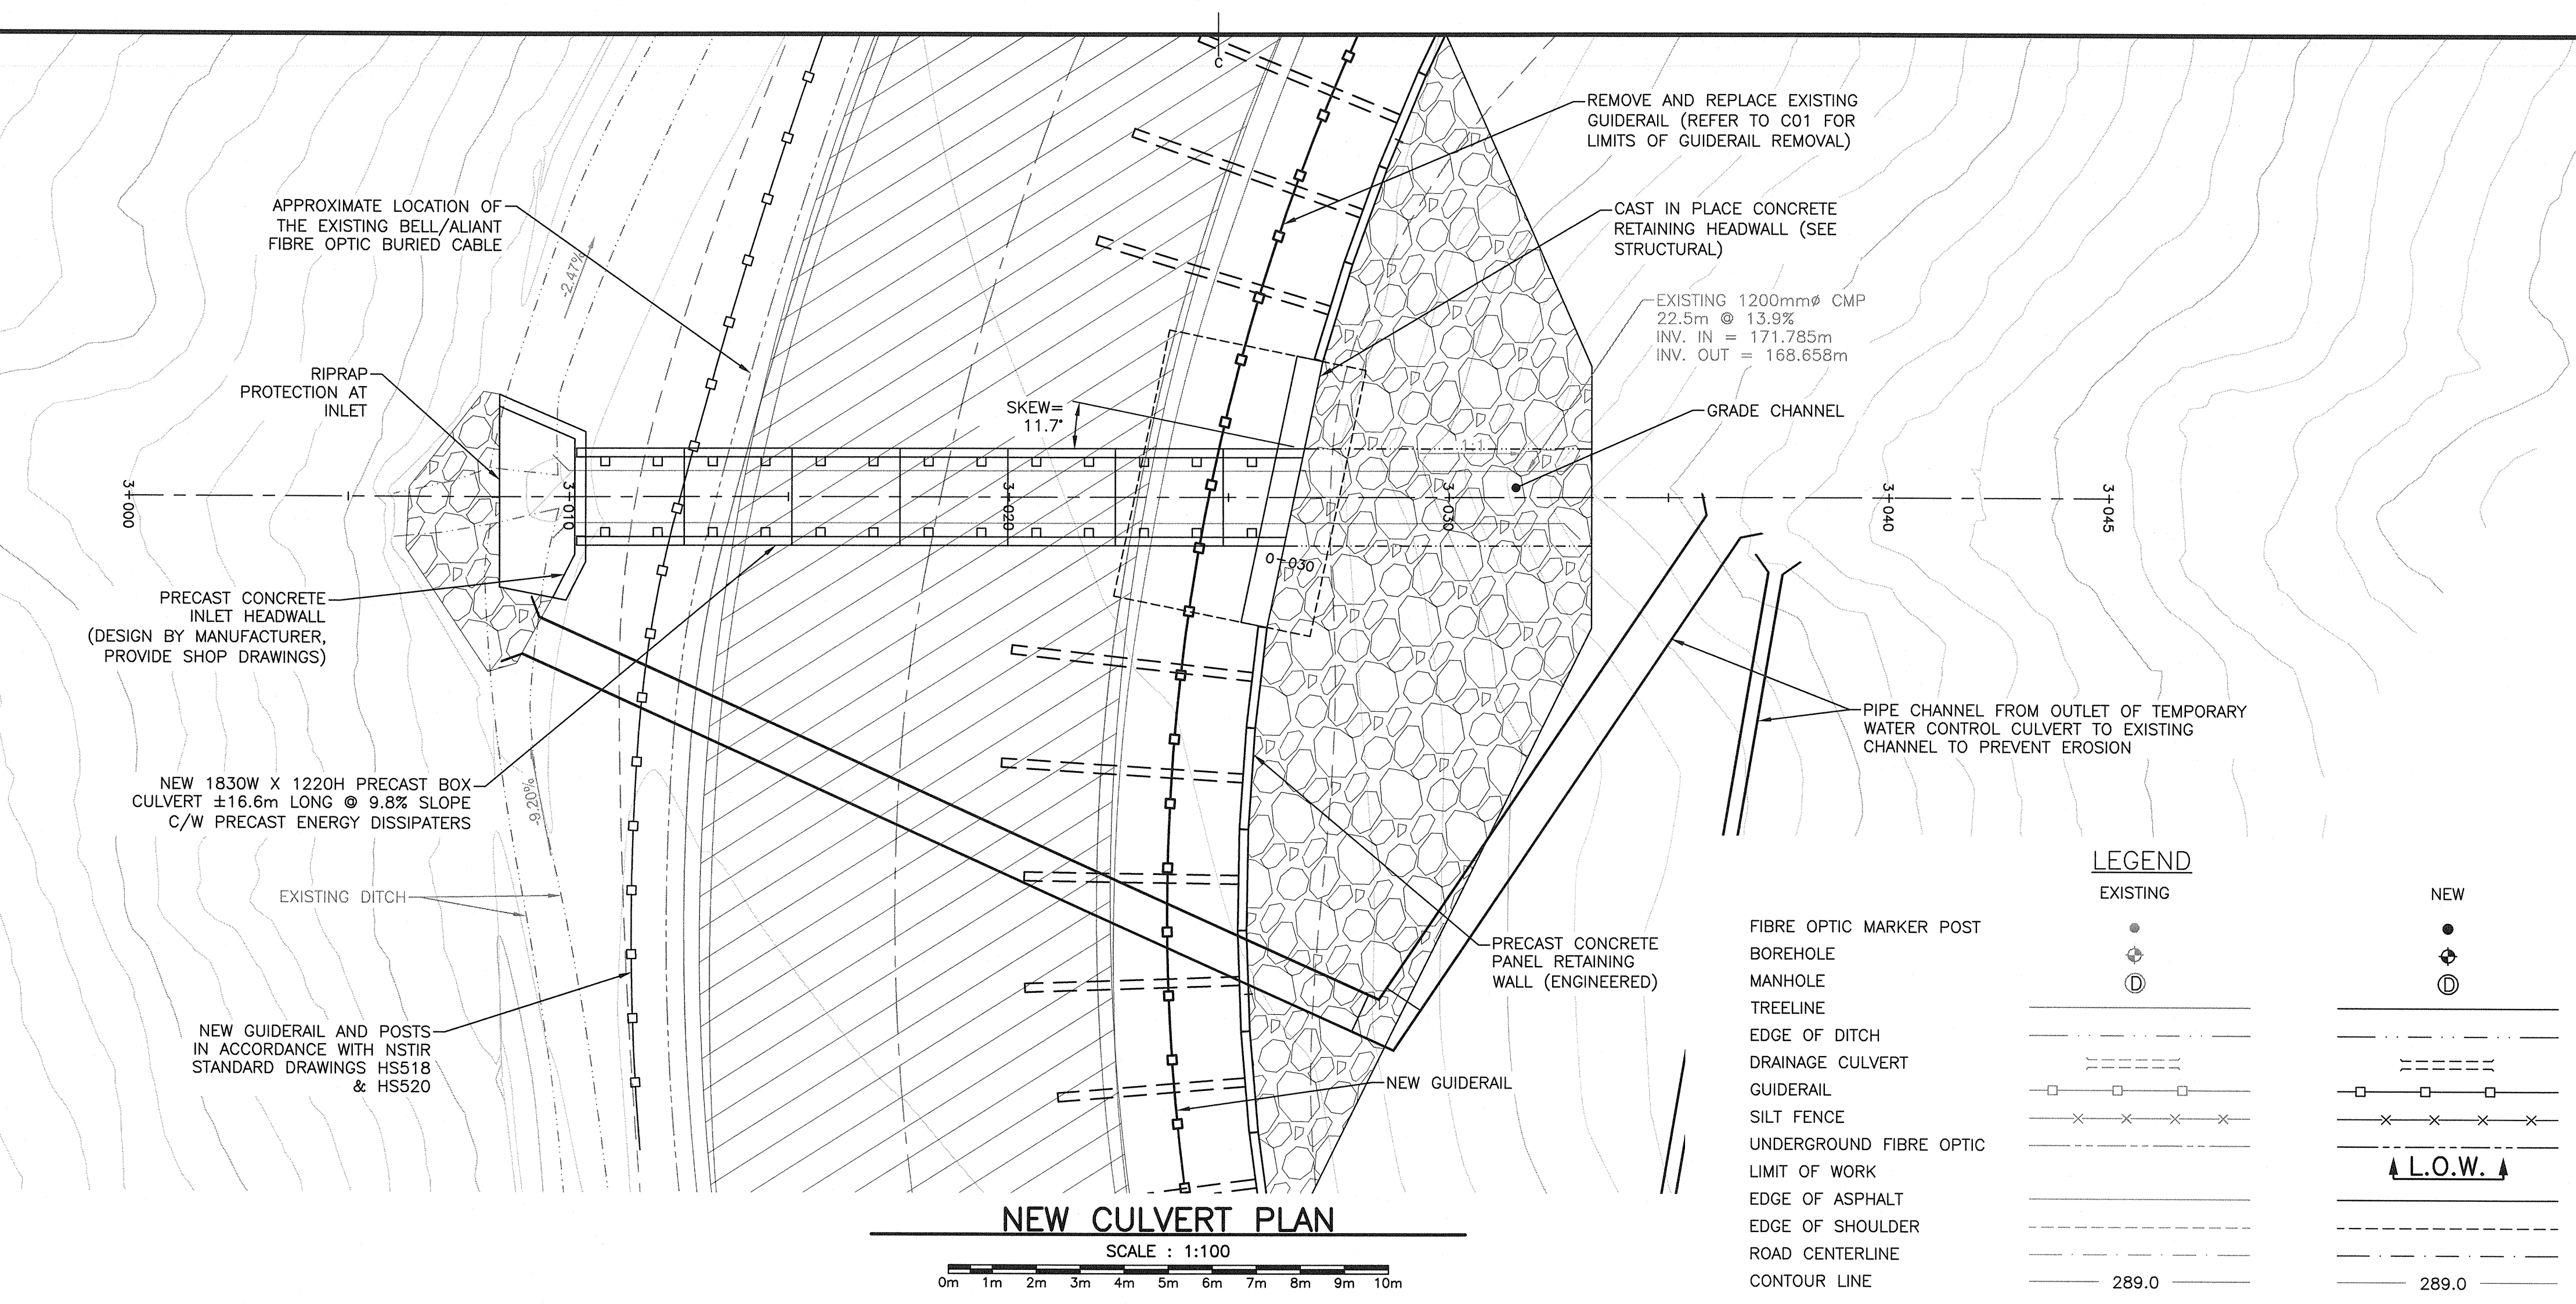 C
REMOVE AND REPLACE EXISTING
GUIDERAIL (REFER TO C01 FOR
LIMITS OF GUIDERAIL REMOVAL)
APPROXIMATE LOCATION OF
THE EXISTING BELL/ALIANT
FIBRE OPTIC BURIED CABLE
CAST IN PLACE CONCRETE
RETAINING HEADWALL (SEE
STRUCTURAL)
-2.47%
EXISTING 1200mmø CMP
22.5m @ 13.9%
INV. IN = 171.785m
INV. OUT = 168.658m
RIPRAP
PROTECTION AT
INLET
SKEW=
11.7°
GRADE CHANNEL
1:1
3+000
3+010
3+020
3+030
3+040
3+045
0+030
PRECAST CONCRETE
INLET HEADWALL
(DESIGN BY MANUFACTURER,
PROVIDE SHOP DRAWINGS)
PIPE CHANNEL FROM OUTLET OF TEMPORARY
WATER CONTROL CULVERT TO EXISTING
CHANNEL TO PREVENT EROSION
NEW 1830W X 1220H PRECAST BOX
CULVERT ±16.6m LONG @ 9.8% SLOPE
C/W PRECAST ENERGY DISSIPATERS
-9.20%
EXISTING DITCH
PRECAST CONCRETE
PANEL RETAINING
WALL (ENGINEERED)
NEW GUIDERAIL AND POSTS
IN ACCORDANCE WITH NSTIR
STANDARD DRAWINGS HS518
& HS520
NEW GUIDERAIL
NEW CULVERT PLAN
SCALE : 1:100
0m 1m 2m 3m 4m 5m 6m 7m 8m 9m 10m
LEGEND
EXISTING NEW
FIBRE OPTIC MARKER POST
BOREHOLE
MANHOLE D D
TREELINE
EDGE OF DITCH
DRAINAGE CULVERT
GUIDERAIL
SILT FENCE
UNDERGROUND FIBRE OPTIC
LIMIT OF WORK L.O.W.
EDGE OF ASPHALT
EDGE OF SHOULDER
ROAD CENTERLINE
CONTOUR LINE 289.0 289.0